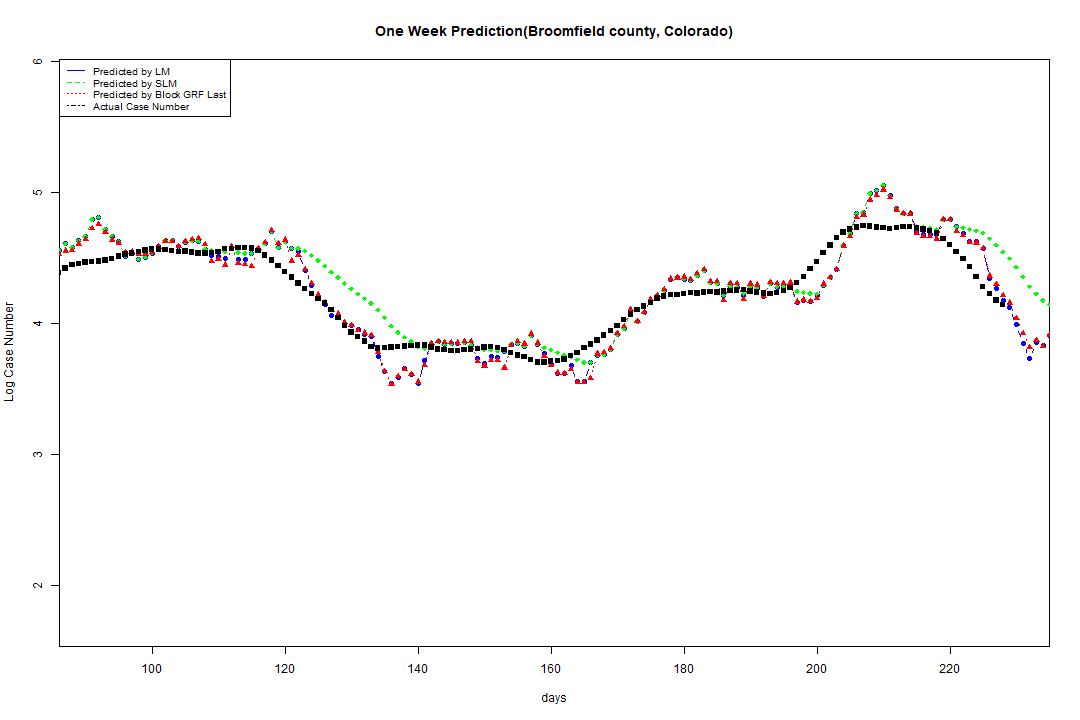 One Week Prediction(Broomfield county, Colorado)
Predicted by LM
Predicted by SLM
Predicted by Block GRF Last
Actual Case Number
6
5
4
3
2
Log Case Number
100 120 140 160 180 200 220
days